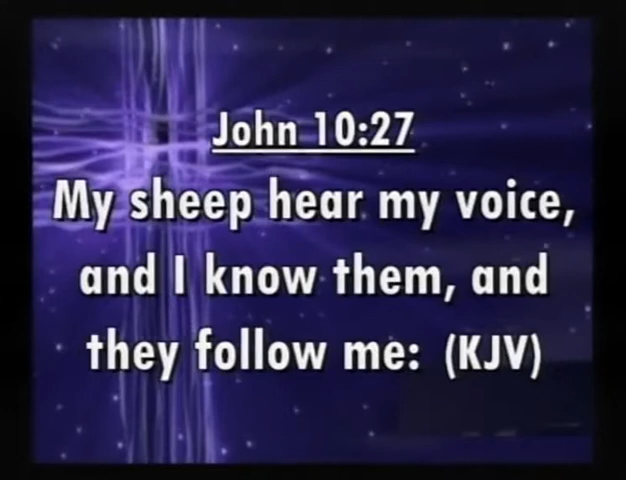 John 10:27
My sheep hear my voice,
and I know them, and
they follow me: (KJV)